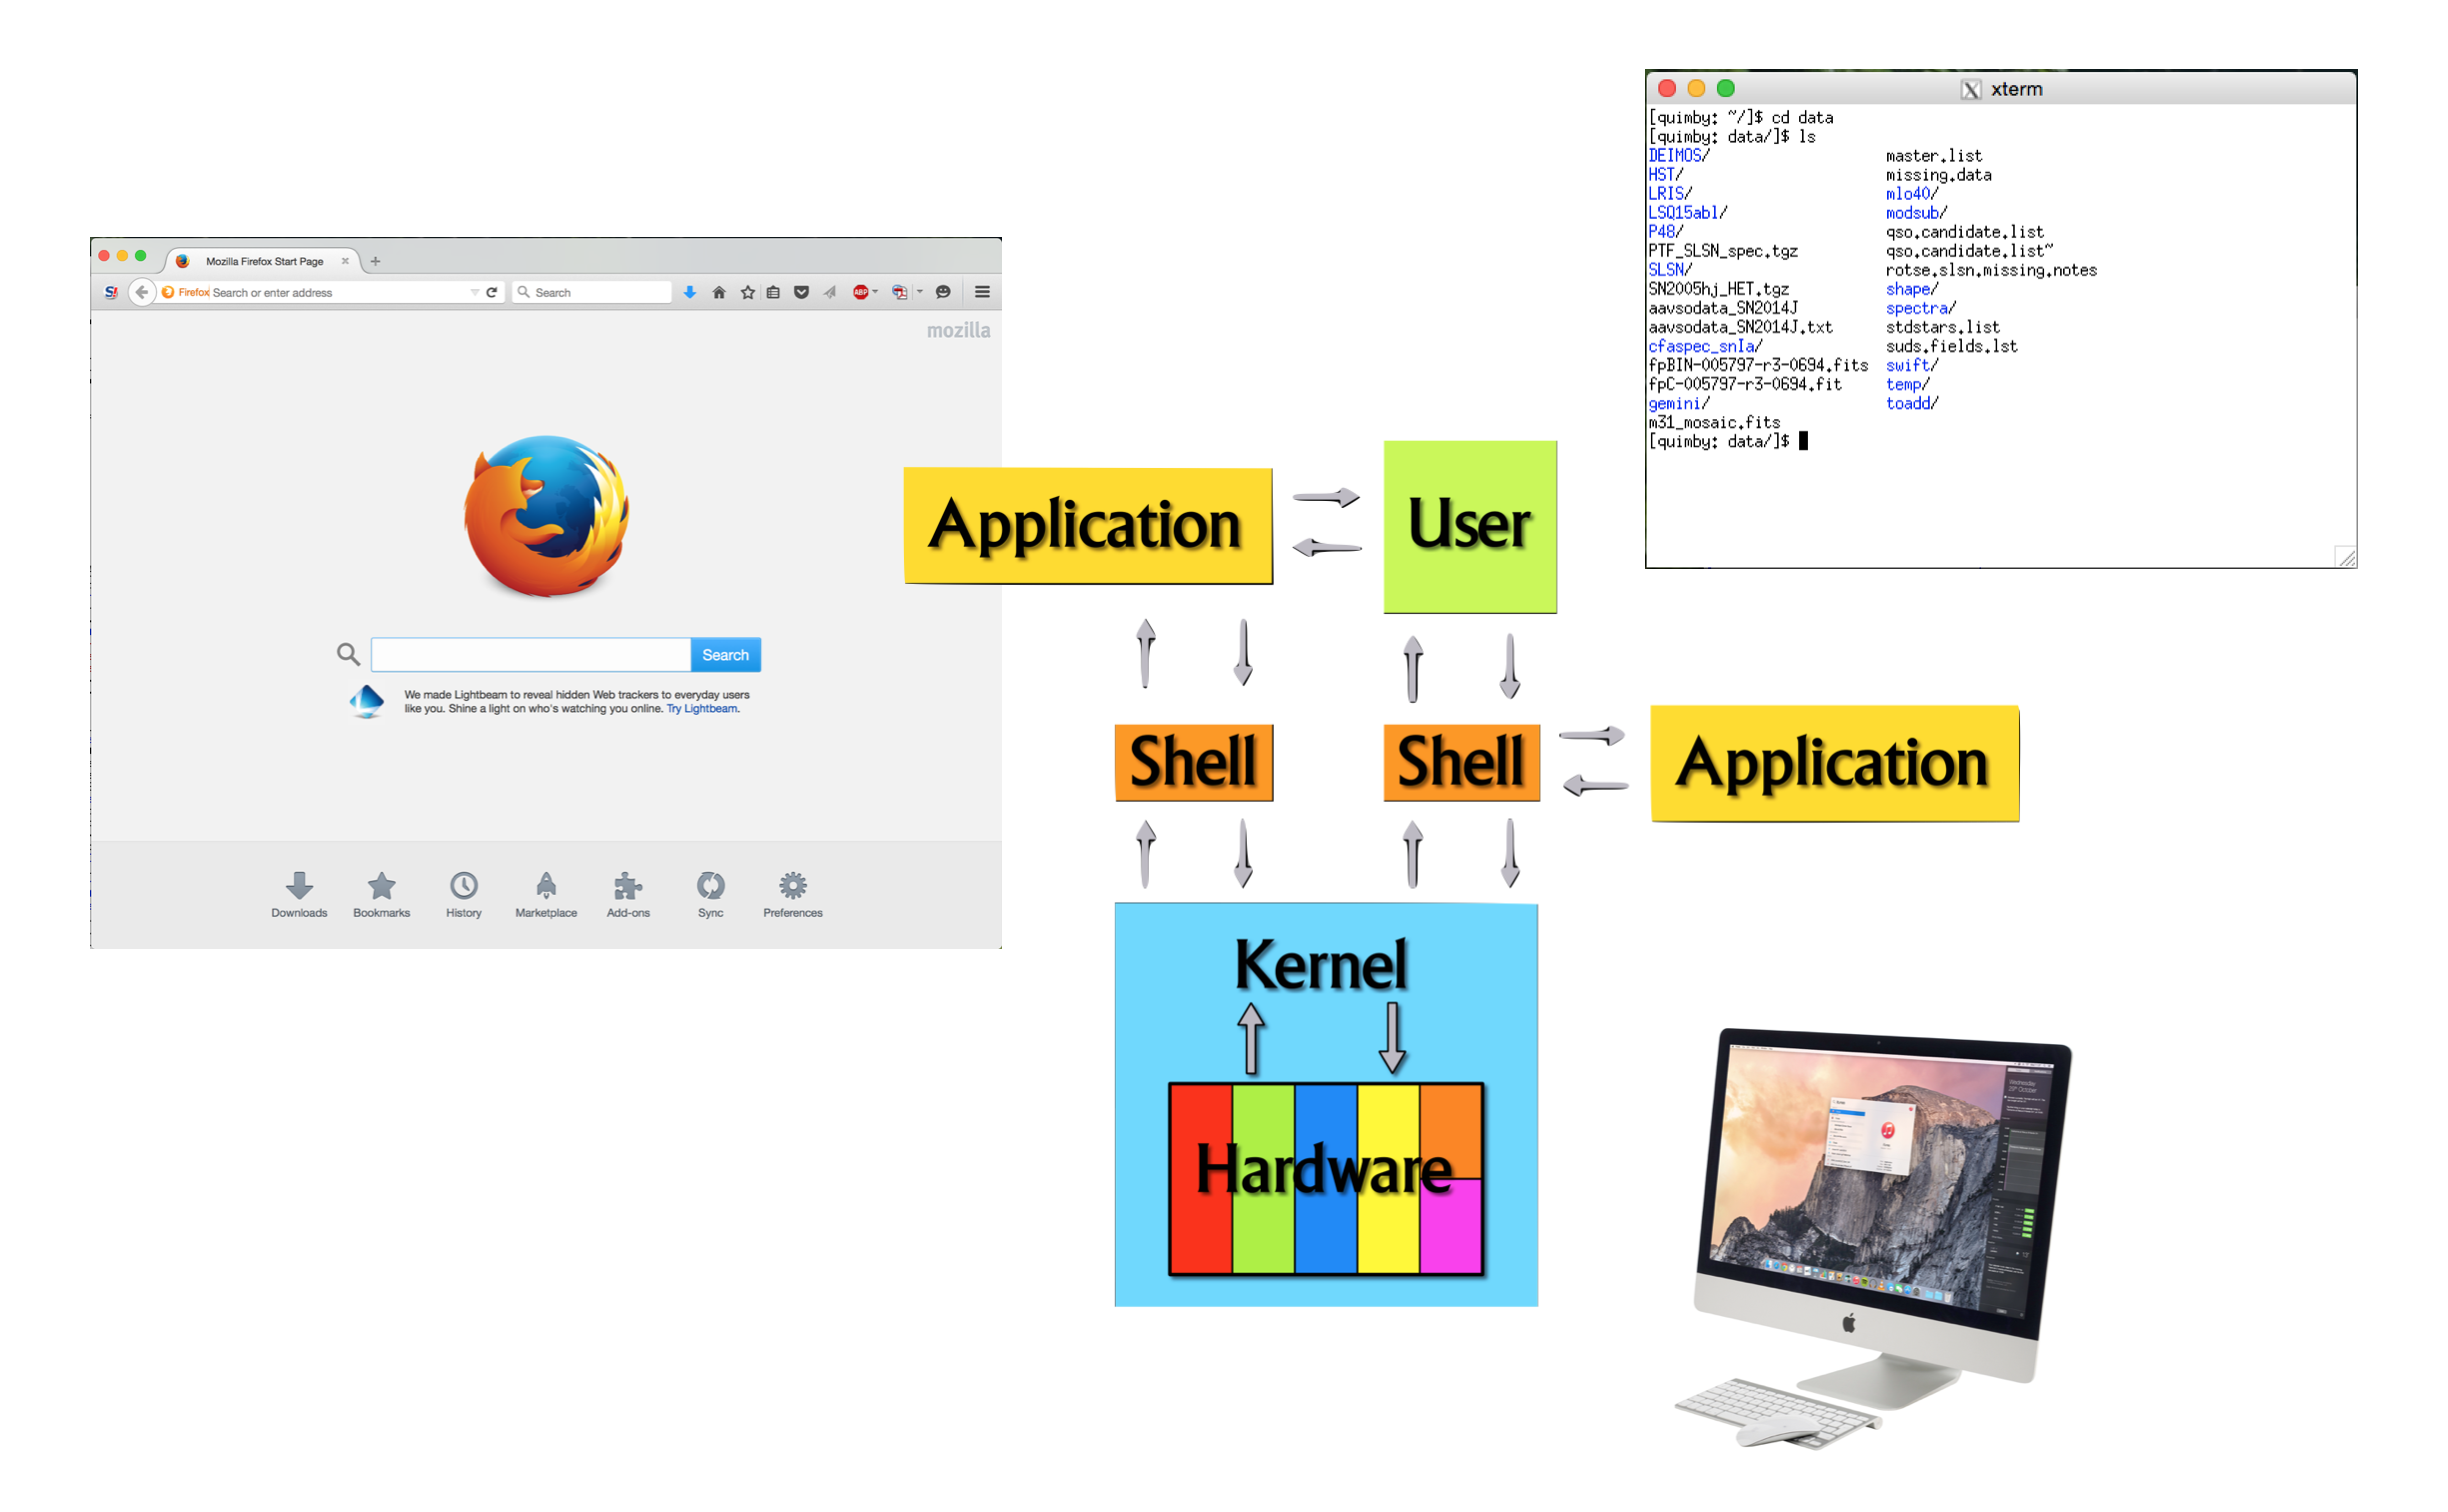 Mozilla Firefox Start Page
Firefox Search or enter address
Search
ABP
mozilla
Search
We made Lightbeam to reveal hidden Web trackers to everyday users
like you. Shine a light on who's watching you online. Try Lightbeam.
Downloads Bookmarks History Marketplace Add-ons Sync Preferences
xterm
[quimby: ~/]$ cd data
[quimby: data/]$ ls
DEIMOS/ master.list
HST/ missing.data
LRIS/ mlo40/
LSQ15abl/ modsub/
P48/ qso.candidate.list
PTF_SLSN_spec.tgz qso.candidate.list~
SLSN/ rotse.slsn.missing.notes
SN2005hj_HET.tgz shape/
aavsodata_SN2014J spectra/
aavsodata_SN2014J.txt stdstars.list
cfaspec_snIa/ suds.fields.lst
fpBIN-005797-r3-0694.fits swift/
fpC-005797-r3-0694.fit temp/
gemini/ toadd/
m31_mosaic.fits
[quimby: data/]$
Application
User
Shell
Shell
Application
Kernel
Hardware